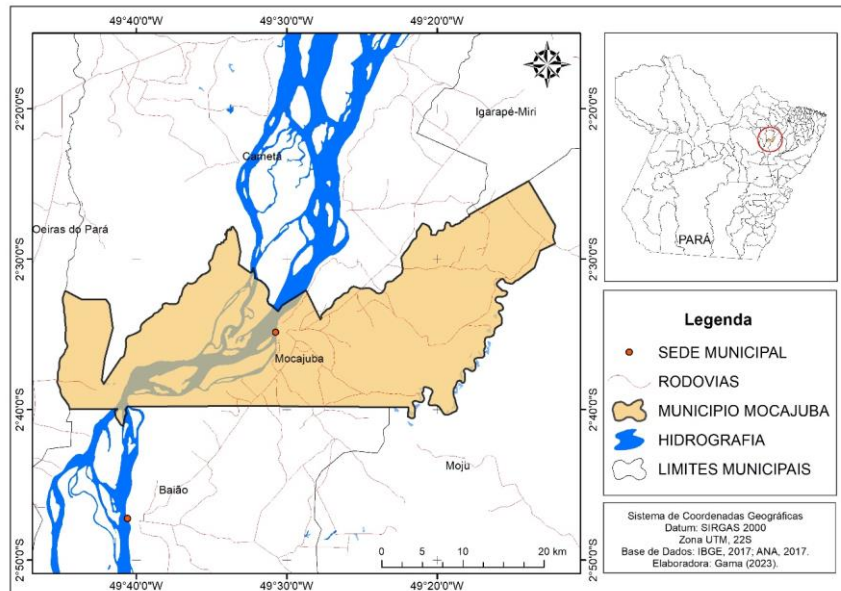 49°40'0"W
49°30'0"W
49°20'0"W
2°20'0"S
2°30'0"S
2°40'0"S
2°50'0"S
Igarapé-Miri
Cametá
Oeiras do Pará
Mocajuba
Moju
Baião
0 5 10 20 km
49°40'0"W
49°30'0"W
49°20'0"W
2°20'0"S
2°30'0"S
2°40'0"S
2°50'0"S
PARÁ
Legenda
SEDE MUNICIPAL
RODOVIAS
MUNICIPIO MOCAJUBA
HIDROGRAFIA
LIMITES MUNICIPAIS
Sistema de Coordenadas Geográficas
Datum: SIRGAS 2000
Zona UTM, 22S
Base de Dados: IBGE, 2017; ANA, 2017.
Elaboradora: Gama (2023).